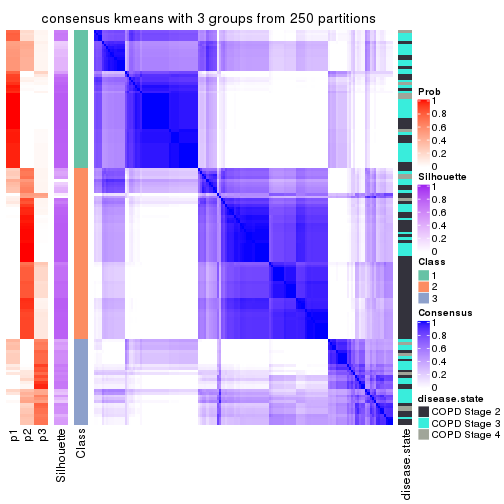 consensus kmeans with 3 groups from 250 partitions
Prob
1
0.8
0.6
0.4
0.2
0
Silhouette
1
0.8
0.6
0.4
0.2
0
Class
1
2
3
Consensus
1
0.8
0.6
0.4
0.2
0
disease.state
COPD Stage 2
COPD Stage 3
COPD Stage 4
p1
p2
p3
Silhouette
Class
disease.state